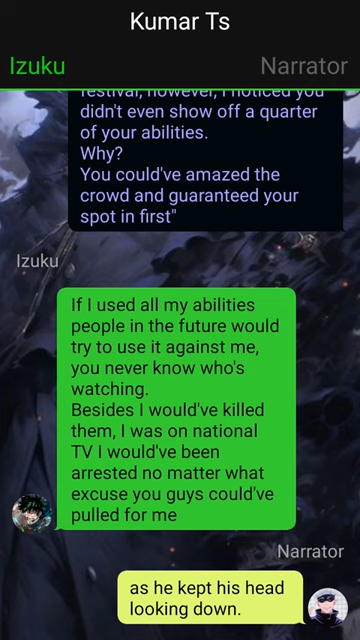 Kumar Ts
Izuku Narrator
festival, however, I noticed you
didn't even show off a quarter
of your abilities.
Why?
You could've amazed the
crowd and guaranteed your
spot in first"
Izuku
If I used all my abilities
people in the future would
try to use it against me,
you never know who's
watching.
Besides I would've killed
them, I was on national
TV I would've been
arrested no matter what
excuse you guys could've
pulled for me
Narrator
as he kept his head
looking down.